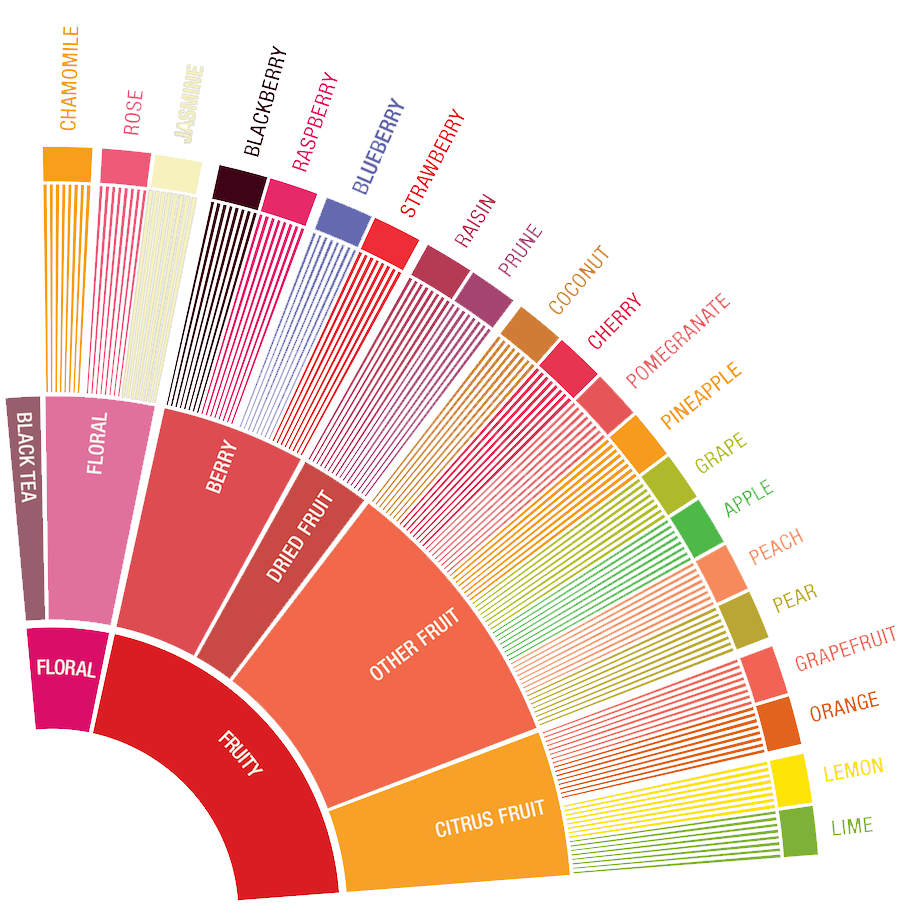 CHAMOMILE
ROSE
JASMINE
BLACKBERRY
RASPBERRY
BLUEBERRY
STRAWBERRY
RAISIN
PRUNE
COCONUT
CHERRY
POMEGRANATE
PINEAPPLE
GRAPE
APPLE
PEACH
PEAR
GRAPEFRUIT
ORANGE
LEMON
LIME
BLACK TEA
FLORAL
BERRY
DRIED FRUIT
OTHER FRUIT
CITRUS FRUIT
FLORAL
FRUITY